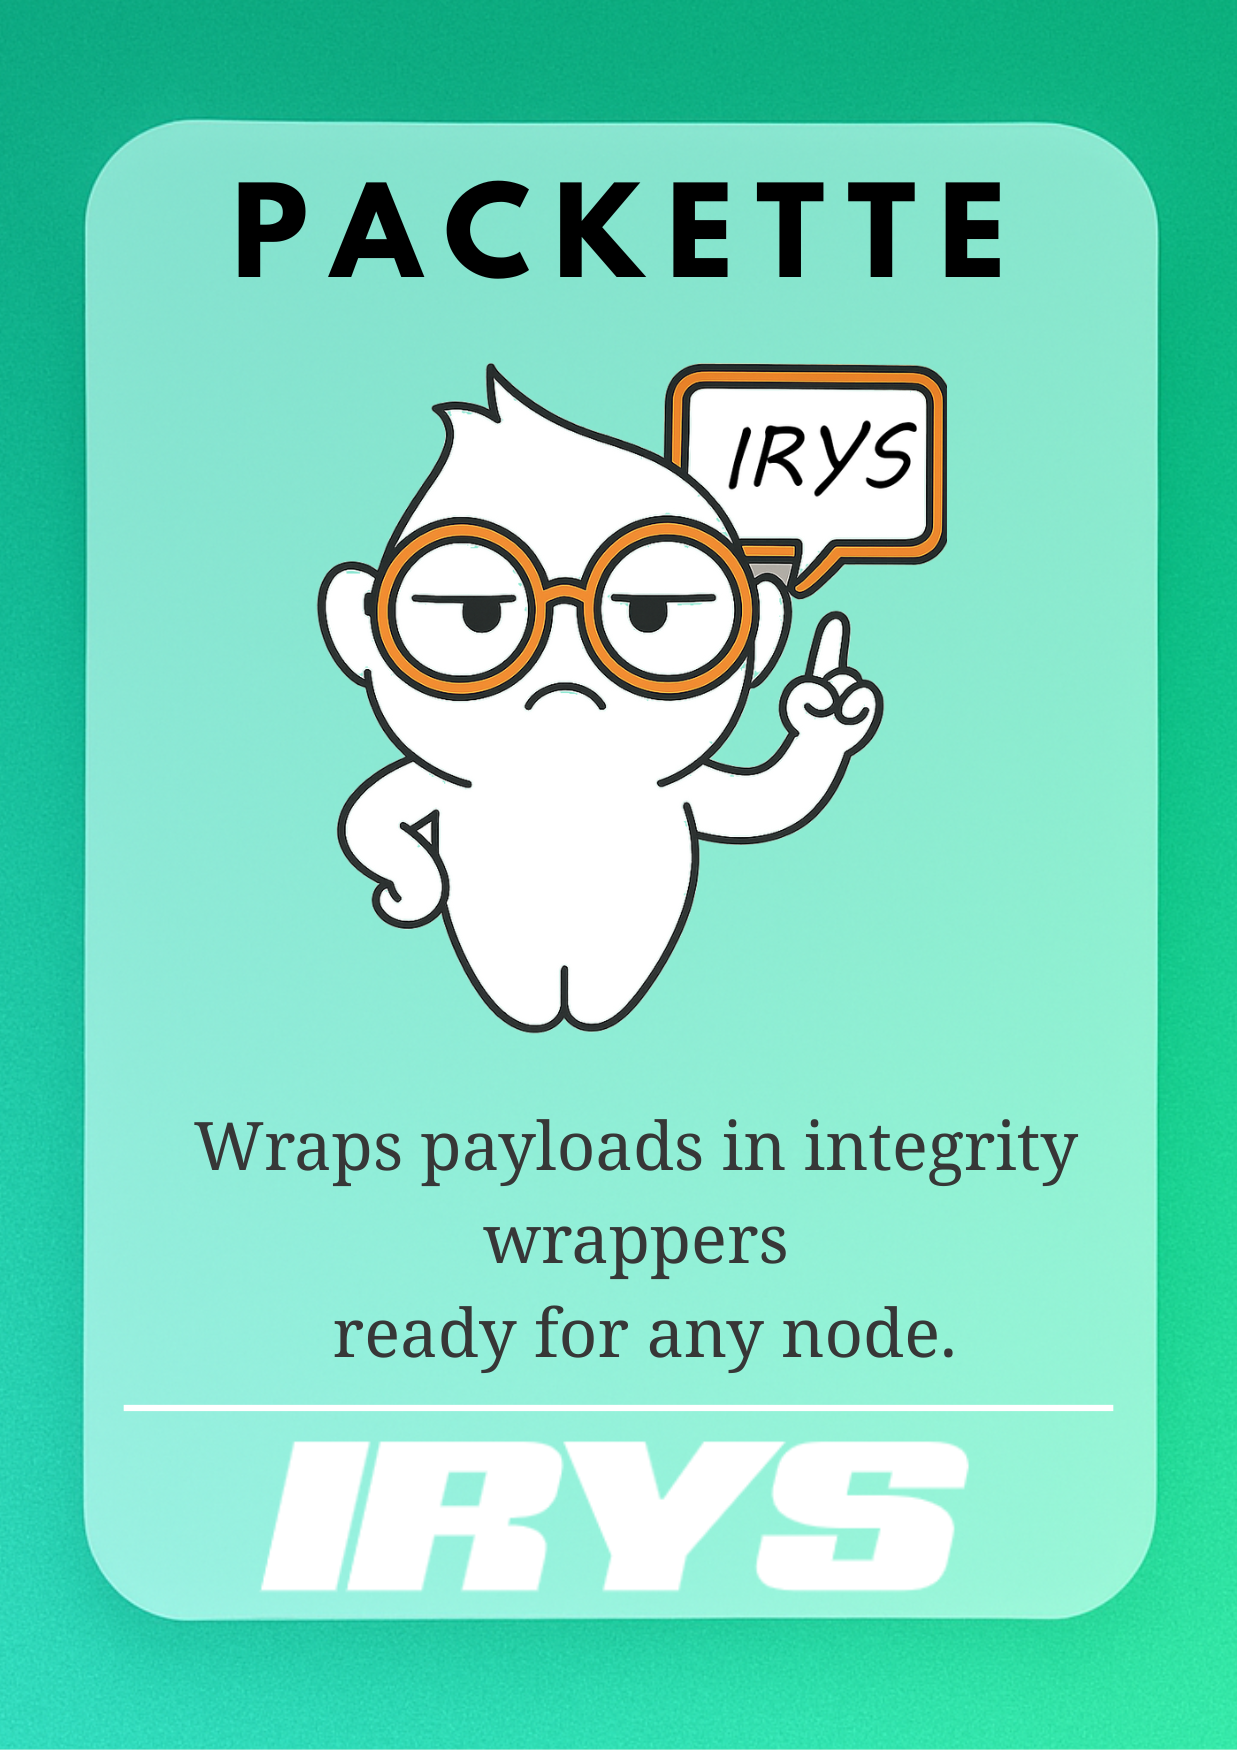 PACKETTE
IRYS
Wraps payloads in integrity
wrappers
ready for any node.
IRYS